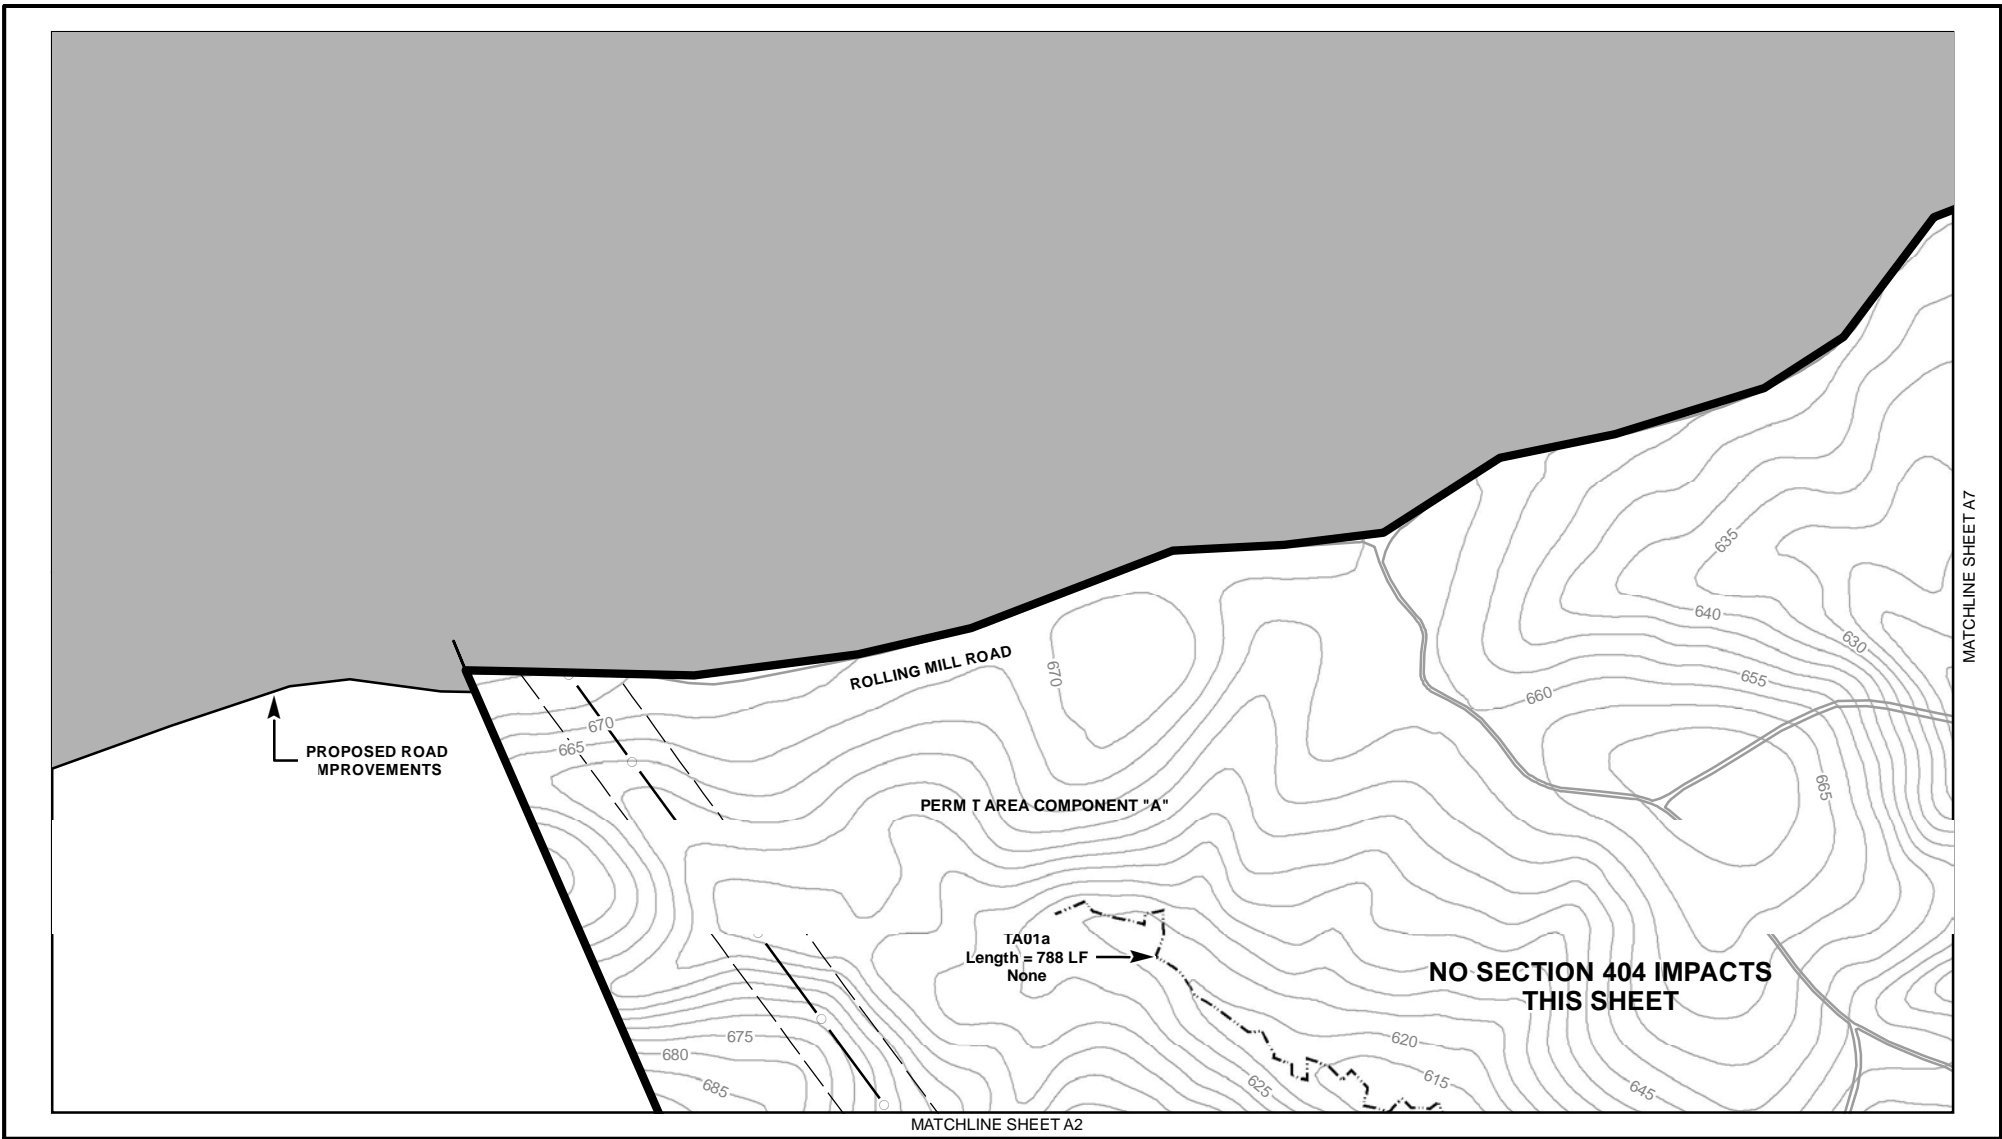 MATCHLINE SHEET A7
635
640
630
655
660
670
ROLLING MILL ROAD
670
665
PROPOSED ROAD
MPROVEMENTS
665
PERM T AREA COMPONENT "A"
TA01a
Length = 788 LF
None
NO SECTION 404 IMPACTS
THIS SHEET
675
680
685
620
615
625
645
MATCHLINE SHEET A2